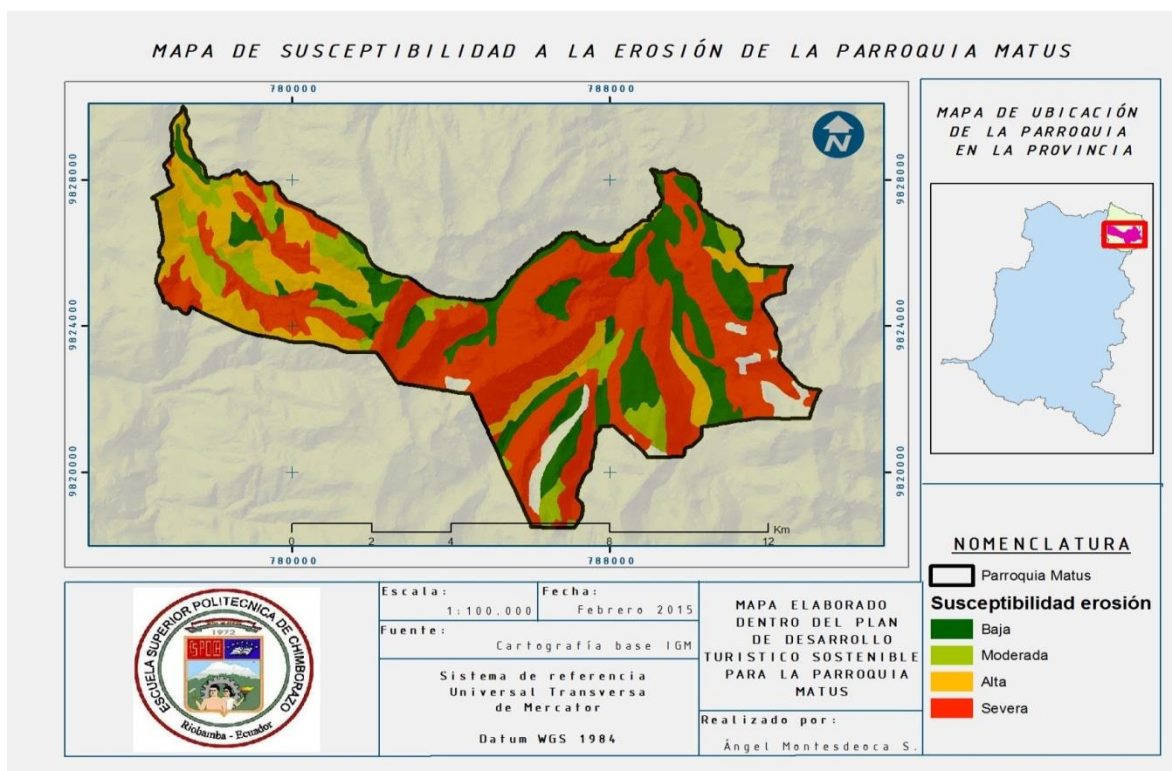 MAPA DE SUSCEPTIBILIDAD A LA EROSIÓN DE LA PARROQUIA MATUS
780000
788000
9828000
9828000
9824000
9824000
9820000
9820000
N
Km
0
2
4
8
12
780000
788000
MAPA DE UBICACIÓN
DE LA PARROQUIA
EN LA PROVINCIA
NOMENCLATURA
Parroquia Matus
Susceptibilidad erosión
Baja
Moderada
Alta
Severa
ESCUELA SUPERIOR POLITECNICA DE CHIMBORAZO
1972
ESPOCH
Riobamba - Ecuador
Escala:
1:100.000
Fecha:
Febrero 2015
Fuente:
Cartografía base IGM
Sistema de referencia
Universal Transversa
de Mercator
Datum WGS 1984
MAPA ELABORADO
DENTRO DEL PLAN
DE DESARROLLO
TURISTICO SOSTENIBLE
PARA LA PARROQUIA
MATUS
Realizado por:
Ángel Montesdeoca S.